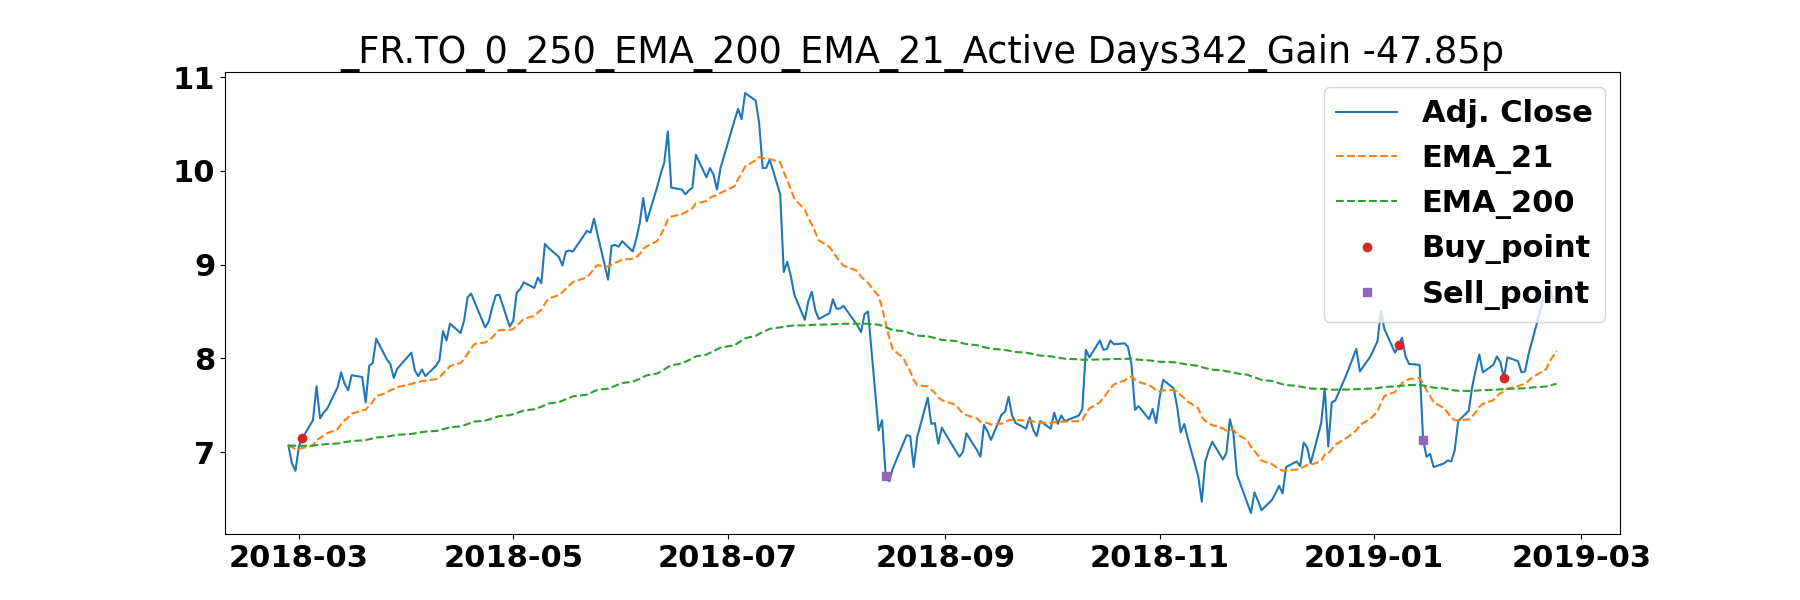 _FR.TO_0_250_EMA_200_EMA_21_Active Days342_Gain -47.85p
11
10
9
8
7
Adj. Close
EMA_21
EMA_200
Buy_point
Sell_point
2018-03 2018-05 2018-07 2018-09 2018-11 2019-01 2019-03